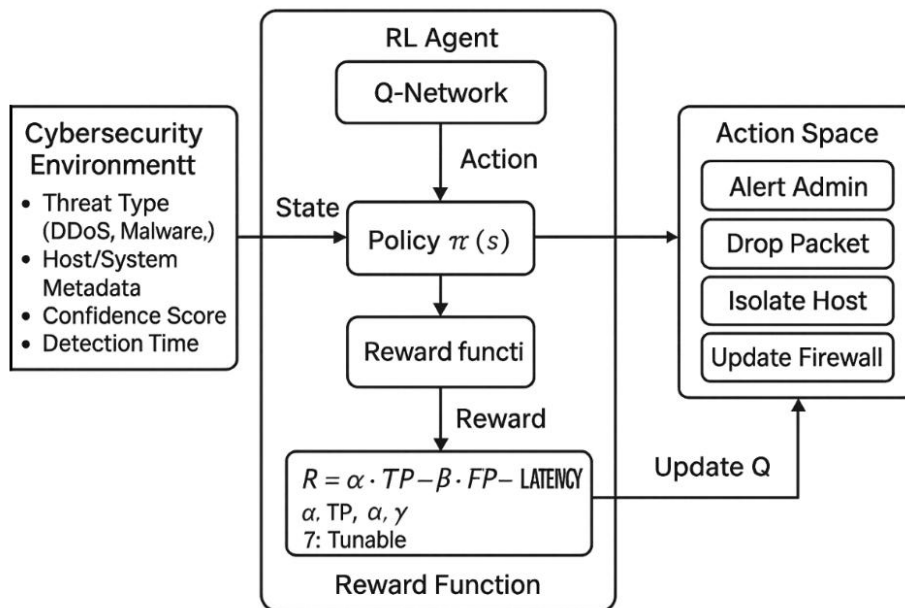 RL Agent
Q-Network
Action
Cybersecurity
Environmentt
• Threat Type
(DDoS, Malware,)
• Host/System
Metadata
• Confidence Score
• Detection Time
State
Policy π (s)
Reward functi
Reward
R = α · TP – β · FP – LATENCY
α, TP, α, γ
7: Tunable
Reward Function
Action Space
Alert Admin
Drop Packet
Isolate Host
Update Firewall
Update Q